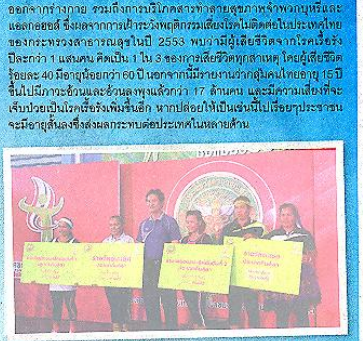 ออกจากร่างกาย รวมถึงการบริโภคสารทำลายสุขภาพจำพวกบุหรี่และ
แอลกอฮอล์ ซึ่งผลจากการเฝ้าระวังพฤติกรรมเสี่ยงโรคไม่ติดต่อในประเทศไทย
ของกระทรวงสาธารณสุขในปี 2553 พบว่ามีผู้เสียชีวิตจากโรคเรื้อรัง
ปีละกว่า 1 แสนคน คิดเป็น 1 ใน 3 ของการเสียชีวิตทุกสาเหตุ โดยผู้เสียชีวิต
ร้อยละ 40 มีอายุน้อยกว่า 60 ปี นอกจากนี้มีรายงานว่ากลุ่มคนไทยอายุ 15 ปี
ขึ้นไปมีภาวะอ้วนและอ้วนลงพุงแล้วกว่า 17 ล้านคน และมีความเสี่ยงที่จะ
เจ็บป่วยเป็นโรคเรื้อรังเพิ่มขึ้นอีก หากปล่อยให้เป็นเช่นนี้ไปเรื่อยๆ ประชาชน
จะมีอายุสั้นลงซึ่งส่งผลกระทบต่อประเทศในหลายด้าน